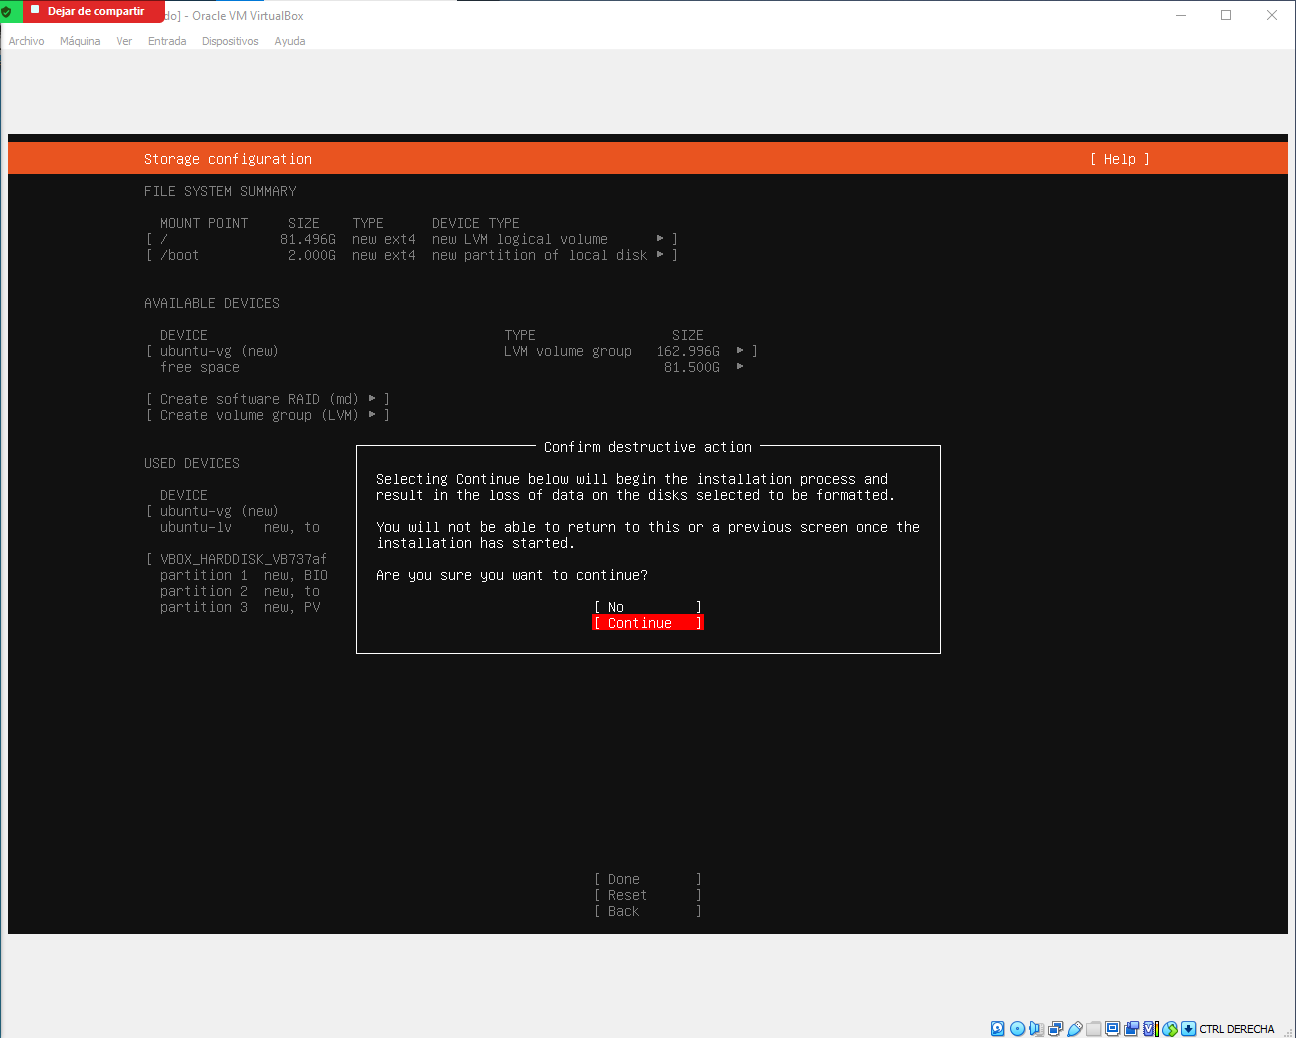 Dejar de compartir do] - Oracle VM VirtualBox
Archivo Máquina Ver Entrada Dispositivos Ayuda
Storage configuration [ Help ]
FILE SYSTEM SUMMARY
MOUNT POINT SIZE TYPE DEVICE TYPE
[ / 81.496G new ext4 new LVM logical volume ▸ ]
[ /boot 2.000G new ext4 new partition of local disk ▸ ]
AVAILABLE DEVICES
DEVICE TYPE SIZE
[ ubuntu-vg (new) LVM volume group 162.996G ▸ ]
free space 81.500G ▸
[ Create software RAID (md) ▸ ]
[ Create volume group (LVM) ▸ ]
USED DEVICES
DEVICE
[ ubuntu-vg (new)
ubuntu-lv new, to
[ VBOX_HARDDISK_VB737af
partition 1 new, BIO
partition 2 new, to
partition 3 new, PV
Confirm destructive action
Selecting Continue below will begin the installation process and
result in the loss of data on the disks selected to be formatted.
You will not be able to return to this or a previous screen once the
installation has started.
Are you sure you want to continue?
[ No ]
[ Continue ]
[ Done ]
[ Reset ]
[ Back ]
CTRL DERECHA